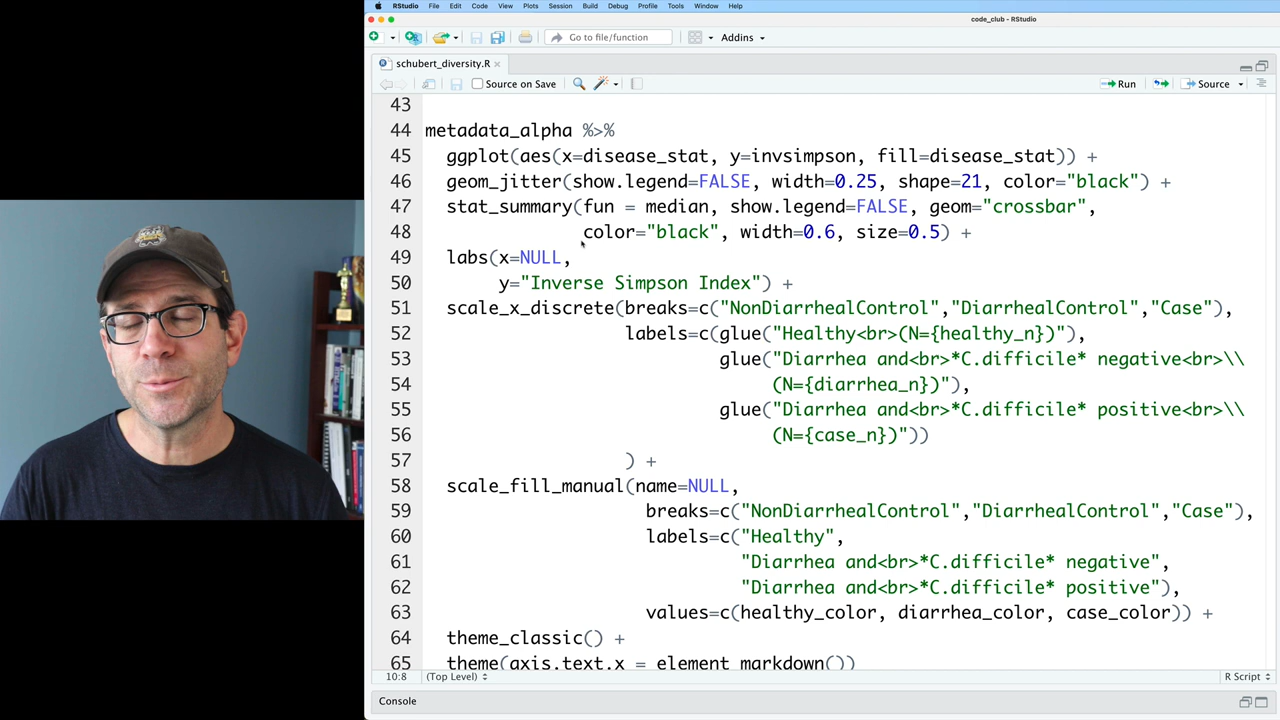 RStudio File Edit Code View Plots Session Build Debug Profile Tools Window Help
code_club - RStudio
Go to file/function Addins
schubert_diversity.R
Source on Save Run Source
43
44 metadata_alpha %>%
45 ggplot(aes(x=disease_stat, y=invsimpson, fill=disease_stat)) +
46 geom_jitter(show.legend=FALSE, width=0.25, shape=21, color="black") +
47 stat_summary(fun = median, show.legend=FALSE, geom="crossbar",
48 color="black", width=0.6, size=0.5) +
49 labs(x=NULL,
50 y="Inverse Simpson Index") +
51 scale_x_discrete(breaks=c("NonDiarrhealControl","DiarrhealControl","Case"),
52 labels=c(glue("Healthy<br>(N={healthy_n})"),
53 glue("Diarrhea and<br>*C.difficile* negative<br>\\
54 (N={diarrhea_n})"),
55 glue("Diarrhea and<br>*C.difficile* positive<br>\\
56 (N={case_n})"))
57 ) +
58 scale_fill_manual(name=NULL,
59 breaks=c("NonDiarrhealControl","DiarrhealControl","Case"),
60 labels=c("Healthy",
61 "Diarrhea and<br>*C.difficile* negative",
62 "Diarrhea and<br>*C.difficile* positive"),
63 values=c(healthy_color, diarrhea_color, case_color)) +
64 theme_classic() +
65 theme(axis.text.x = element_markdown())
10:8 (Top Level) R Script
Console